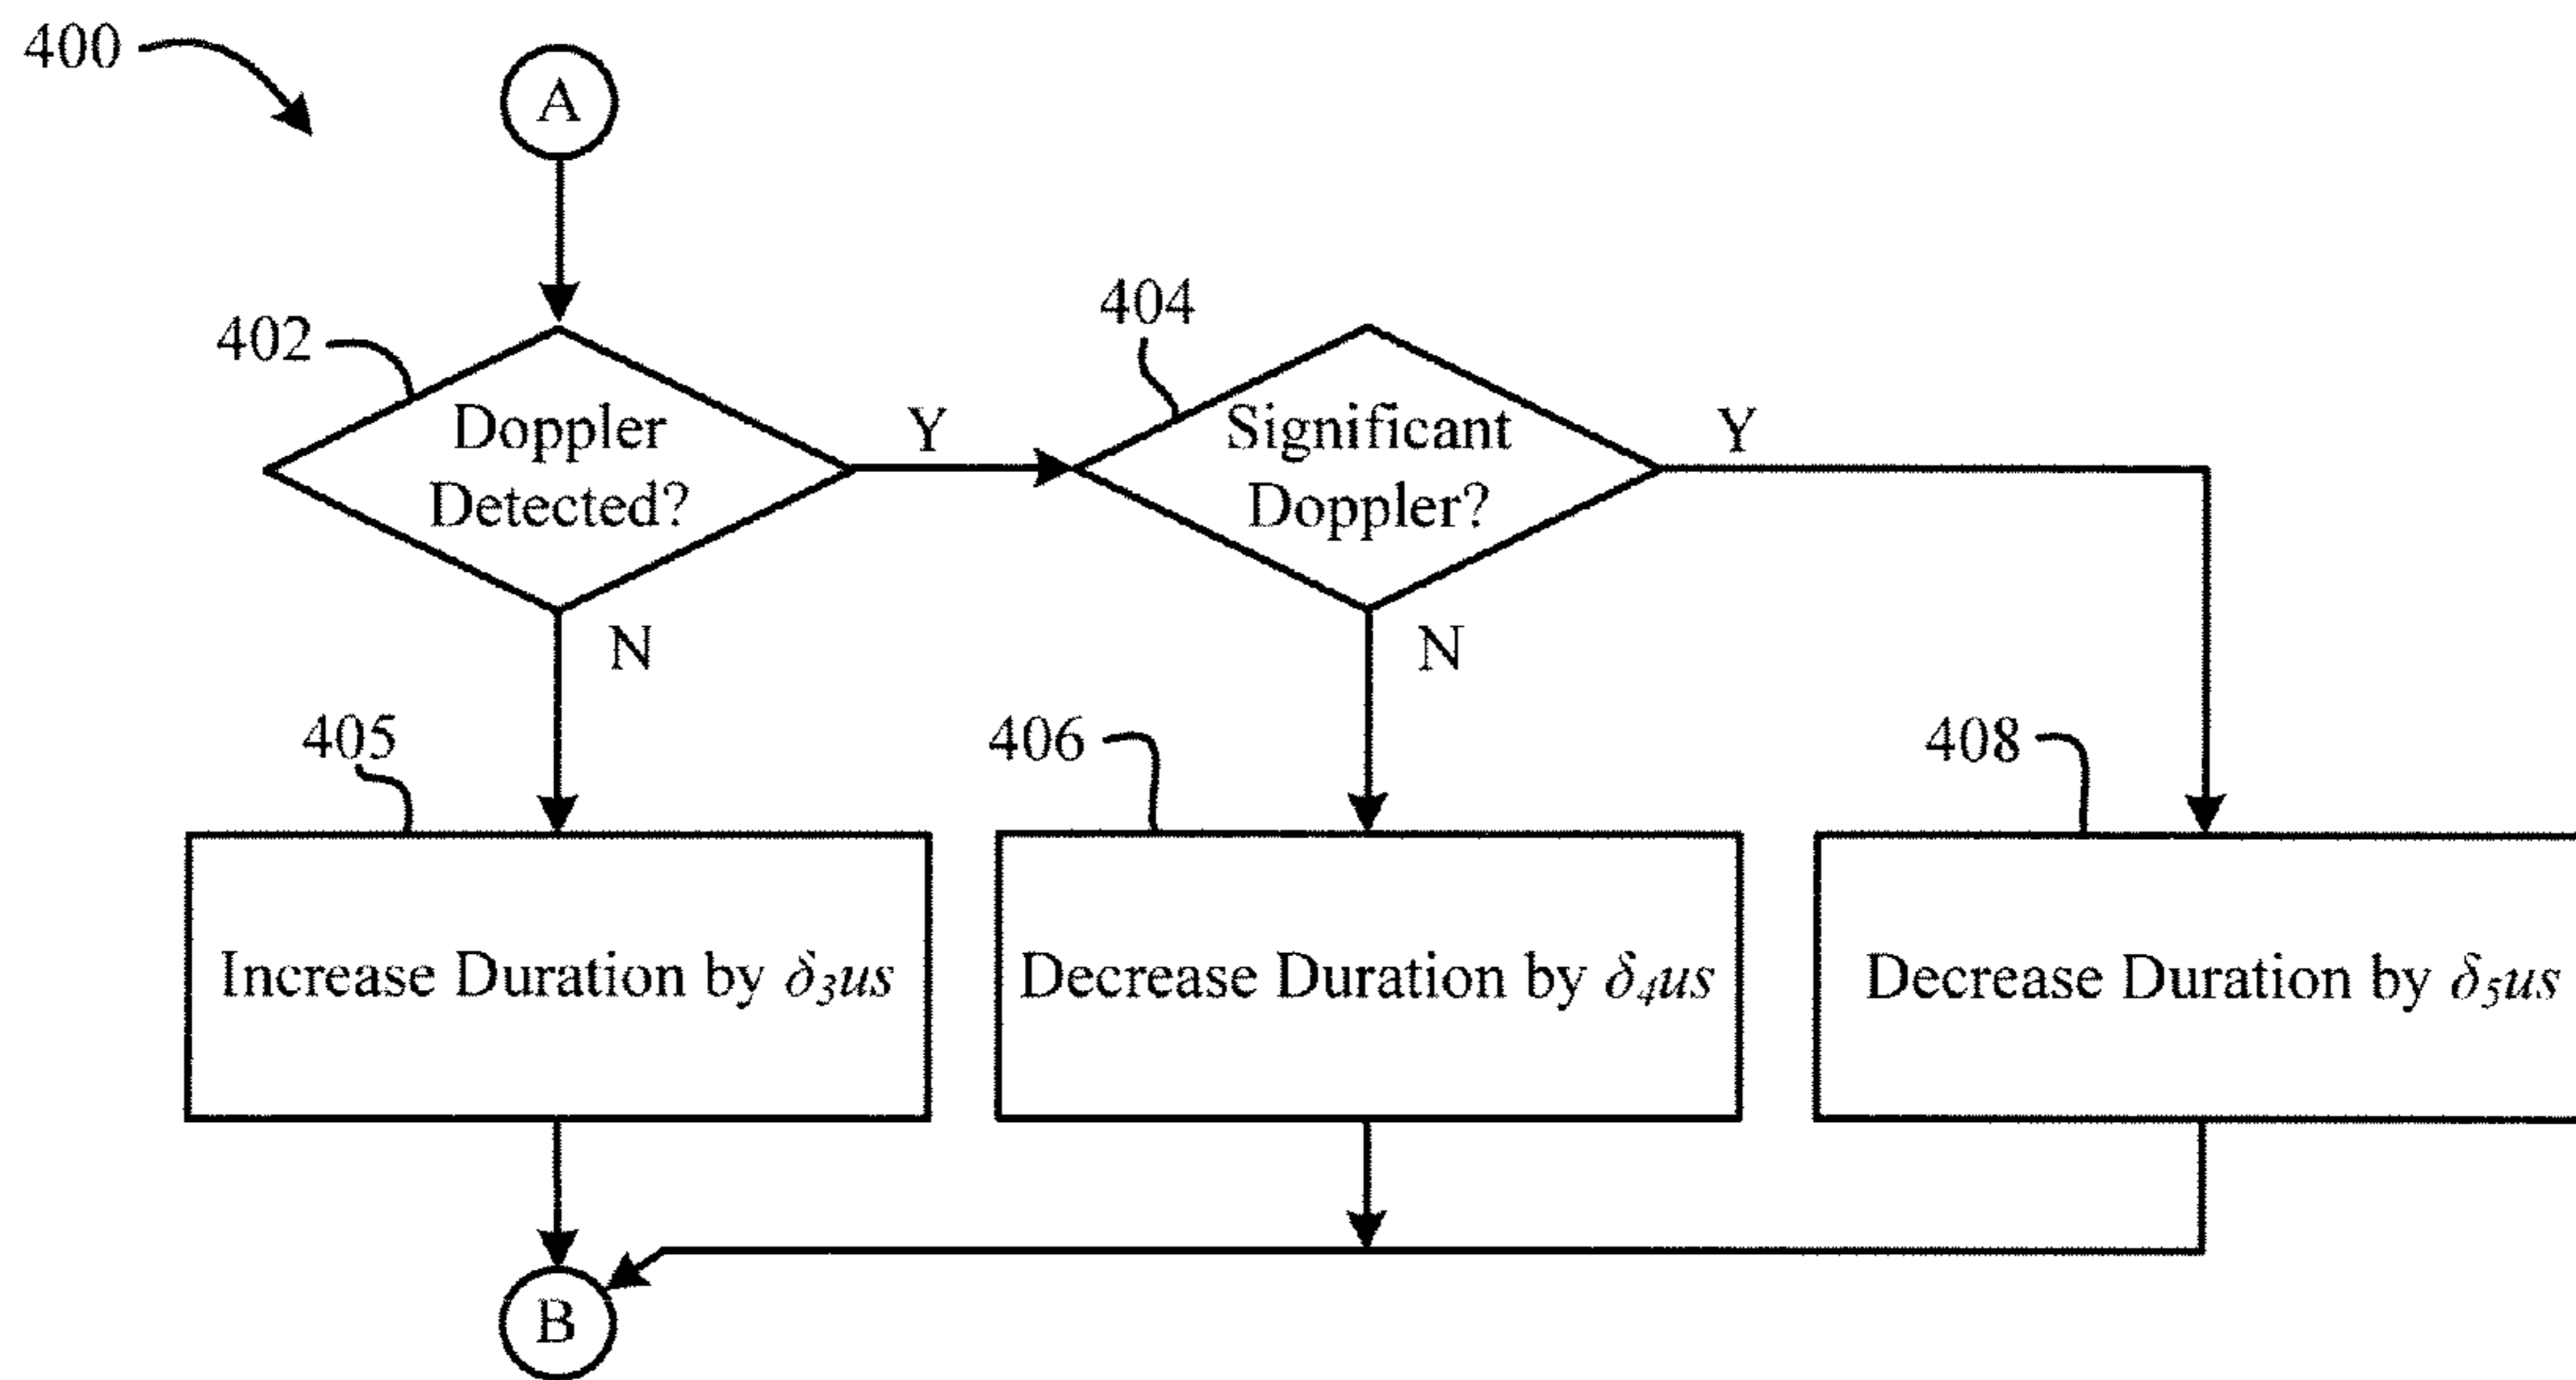 400
A
402
Doppler
Detected?
Y
404
Significant
Doppler?
Y
N
N
405
406
408
Increase Duration by δ₃us
Decrease Duration by δ₄us
Decrease Duration by δ₅us
B